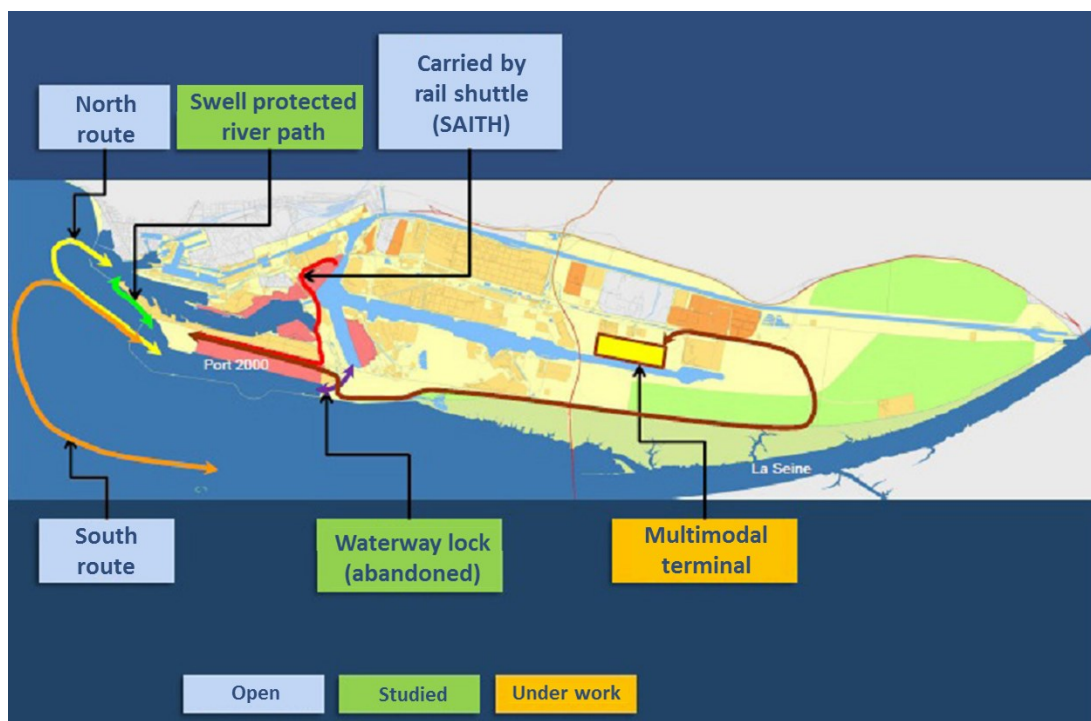 North
route
Swell protected
river path
Carried by
rail shuttle
(SAITH)
Port 2000
La Seine
South
route
Waterway lock
(abandoned)
Multimodal
terminal
Open
Studied
Under work